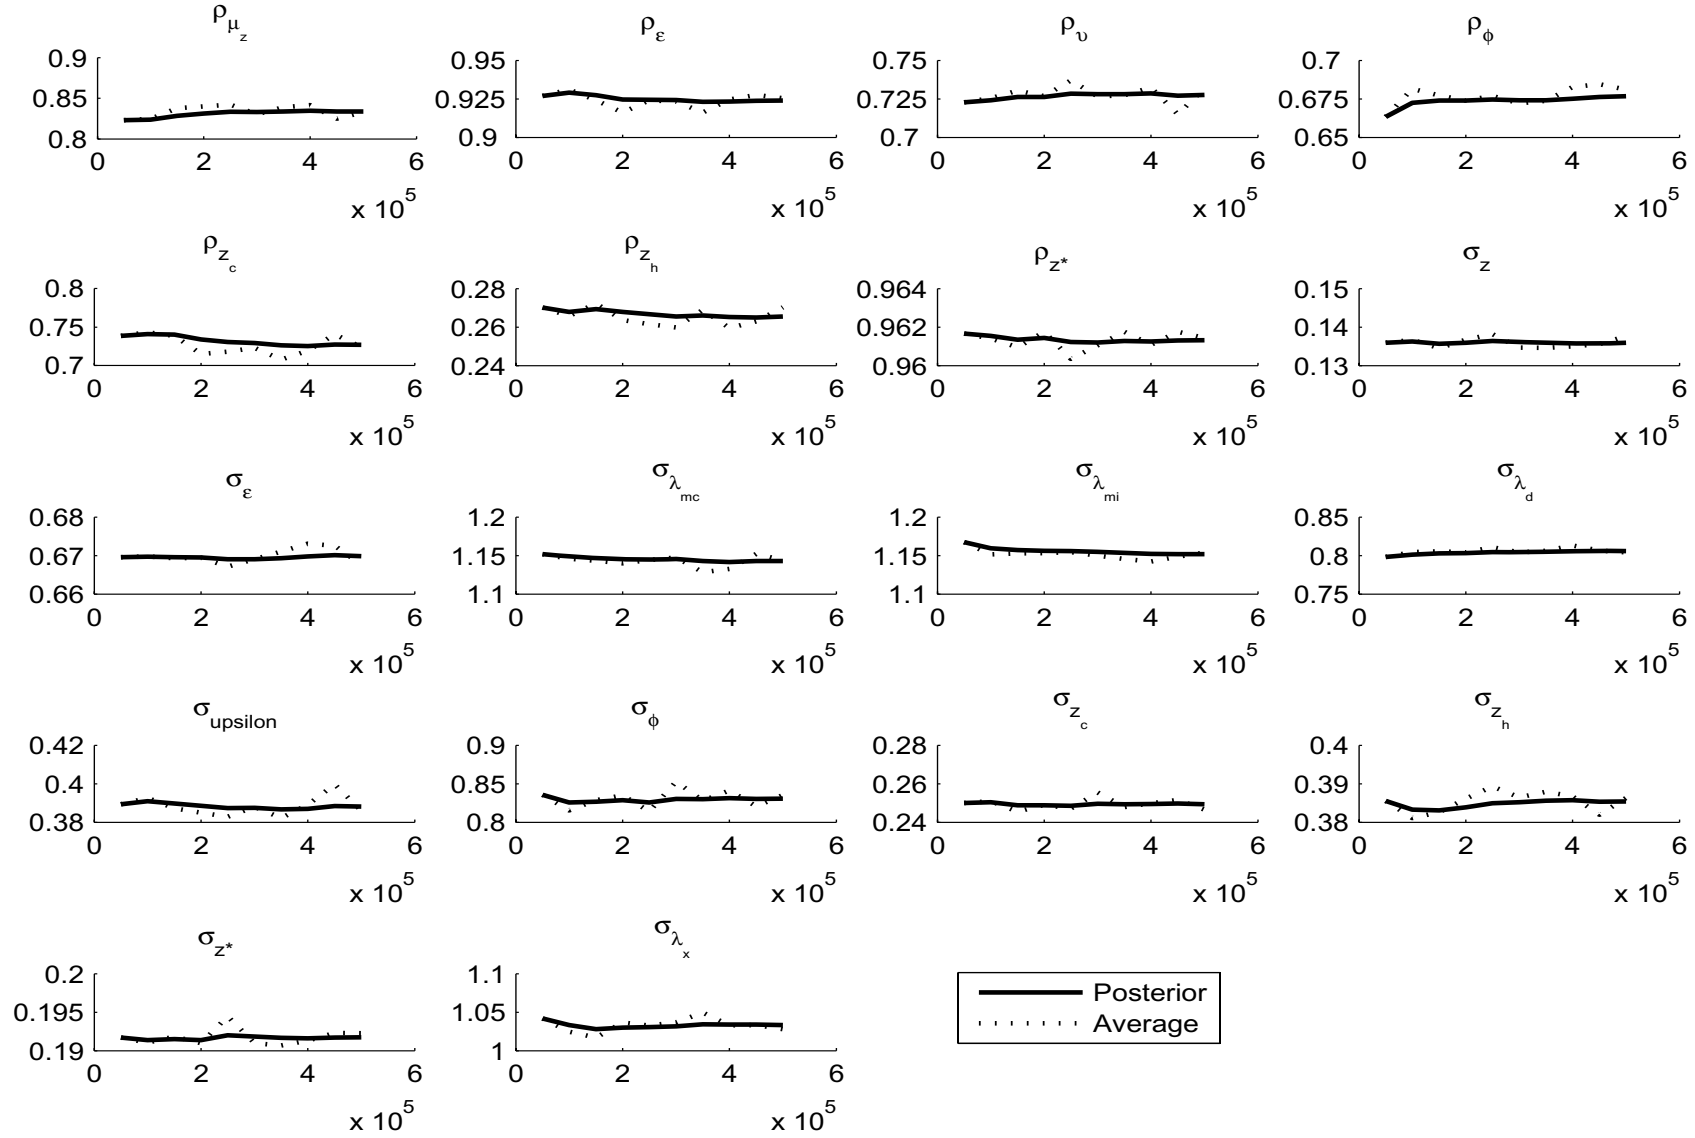 ρμz
0.9
0.85
0.8
0 2 4 6
x 10^5
ρε
0.95
0.925
0.9
0 2 4 6
x 10^5
ρυ
0.75
0.725
0.7
0 2 4 6
x 10^5
ρϕ
0.7
0.675
0.65
0 2 4 6
x 10^5
ρzc
0.8
0.75
0.7
0 2 4 6
x 10^5
ρzh
0.28
0.26
0.24
0 2 4 6
x 10^5
ρz*
0.964
0.962
0.96
0 2 4 6
x 10^5
σz
0.15
0.14
0.13
0 2 4 6
x 10^5
σε
0.68
0.67
0.66
0 2 4 6
x 10^5
σλmc
1.2
1.15
1.1
0 2 4 6
x 10^5
σλmi
1.2
1.15
1.1
0 2 4 6
x 10^5
σλd
0.85
0.8
0.75
0 2 4 6
x 10^5
σupsilon
0.42
0.4
0.38
0 2 4 6
x 10^5
σϕ
0.9
0.85
0.8
0 2 4 6
x 10^5
σzc
0.28
0.26
0.24
0 2 4 6
x 10^5
σzh
0.4
0.39
0.38
0 2 4 6
x 10^5
σz*
0.2
0.195
0.19
0 2 4 6
x 10^5
σλx
1.1
1.05
1
0 2 4 6
x 10^5
Posterior
Average